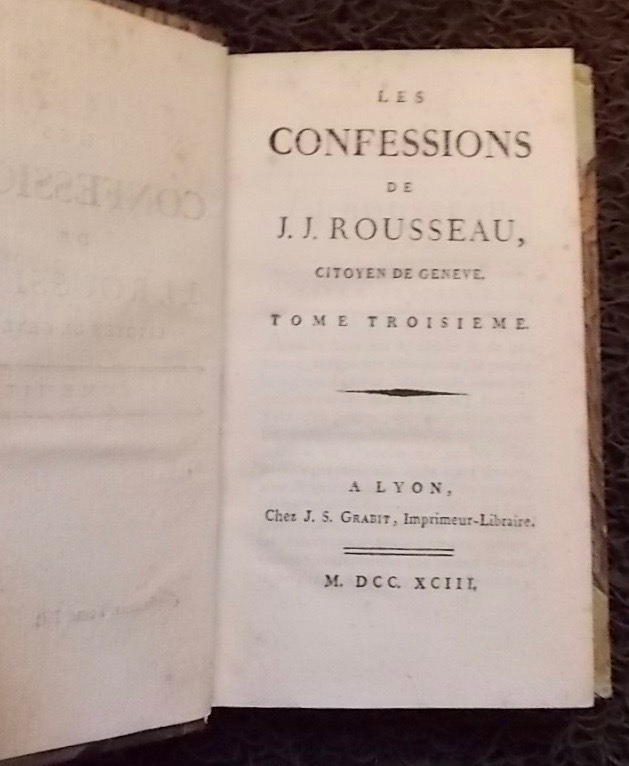 LES
CONFESSIONS
DE
J. J. ROUSSEAU,
CITOYEN DE GENEVE.
TOME TROISIEME.
A LYON,
Chez J. S. GRABIT, Imprimeur-Libraire.
M. DCC. XCIII.